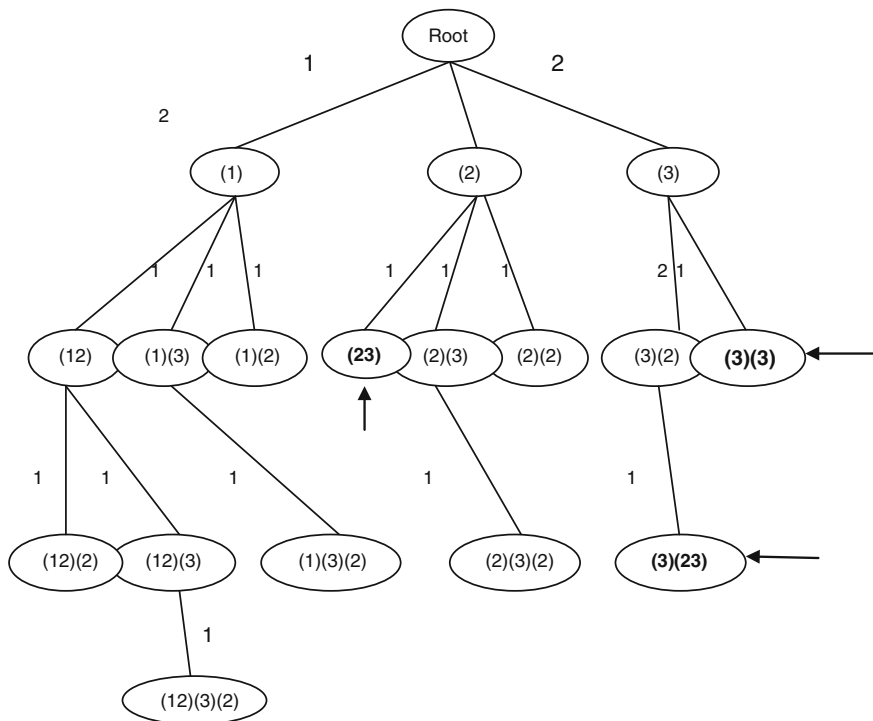 Root
1 2
2
(1) (2) (3)
1 1 1 1 1 1 2 1
(12) (1)(3) (1)(2) (23) (2)(3) (2)(2) (3)(2) (3)(3)
1 1 1 1 1
(12)(2) (12)(3) (1)(3)(2) (2)(3)(2) (3)(23)
1
(12)(3)(2)